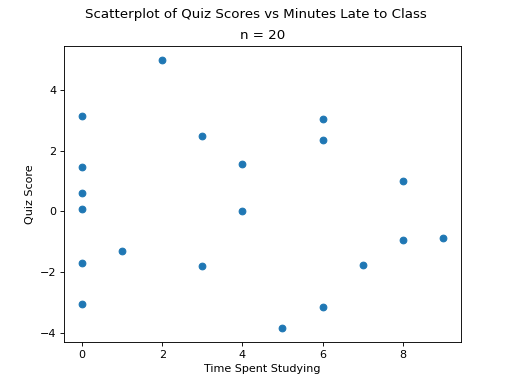 Scatterplot of Quiz Scores vs Minutes Late to Class
n = 20
4
2
0
−2
−4
Quiz Score
0 2 4 6 8
Time Spent Studying